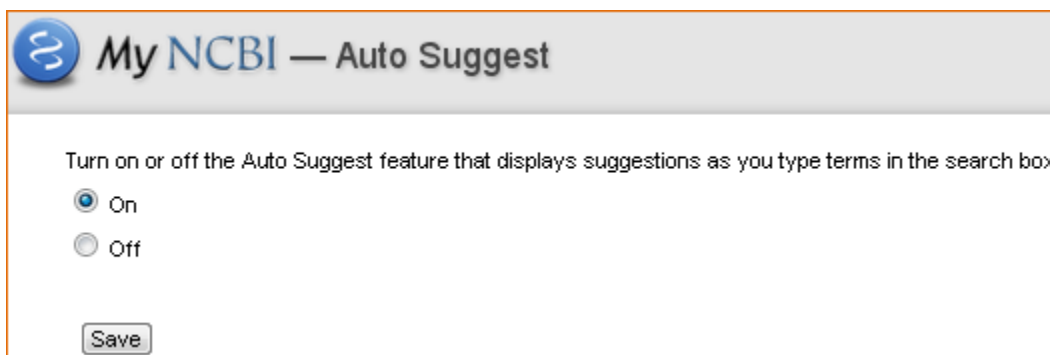 My NCBI — Auto Suggest
Turn on or off the Auto Suggest feature that displays suggestions as you type terms in the search box
On
Off
Save